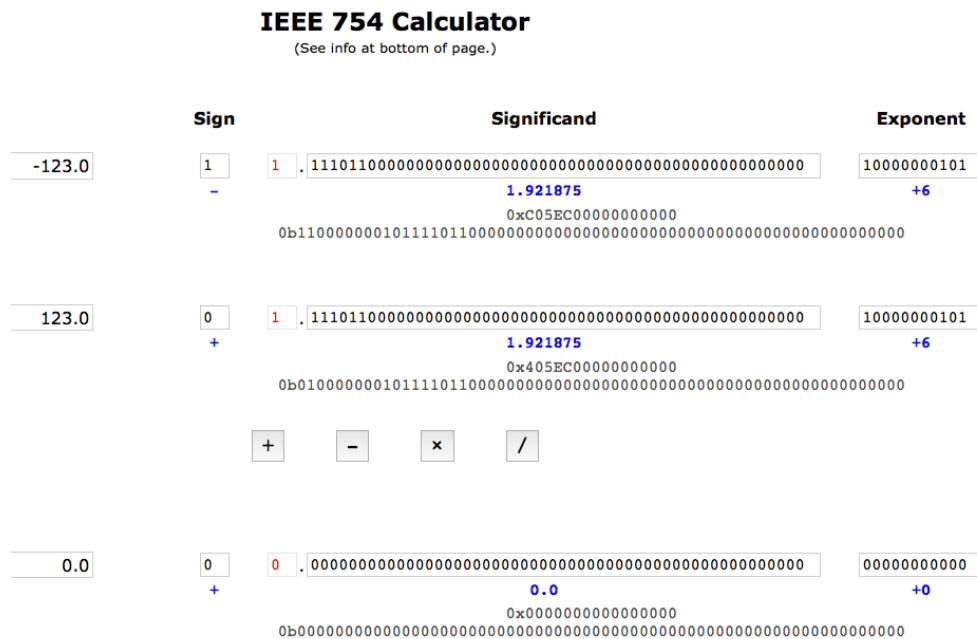 IEEE 754 Calculator
(See info at bottom of page.)
Sign Significand Exponent
-123.0 1 1 . 1110110000000000000000000000000000000000000000000000 10000000101
- 1.921875 +6
0xC05EC00000000000
0b1100000001011110110000000000000000000000000000000000000000000000
123.0 0 1 . 1110110000000000000000000000000000000000000000000000 10000000101
+ 1.921875 +6
0x405EC00000000000
0b0100000001011110110000000000000000000000000000000000000000000000
+ - × /
0.0 0 0 . 0000000000000000000000000000000000000000000000000000 00000000000
+ 0.0 +0
0x0000000000000000
0b0000000000000000000000000000000000000000000000000000000000000000